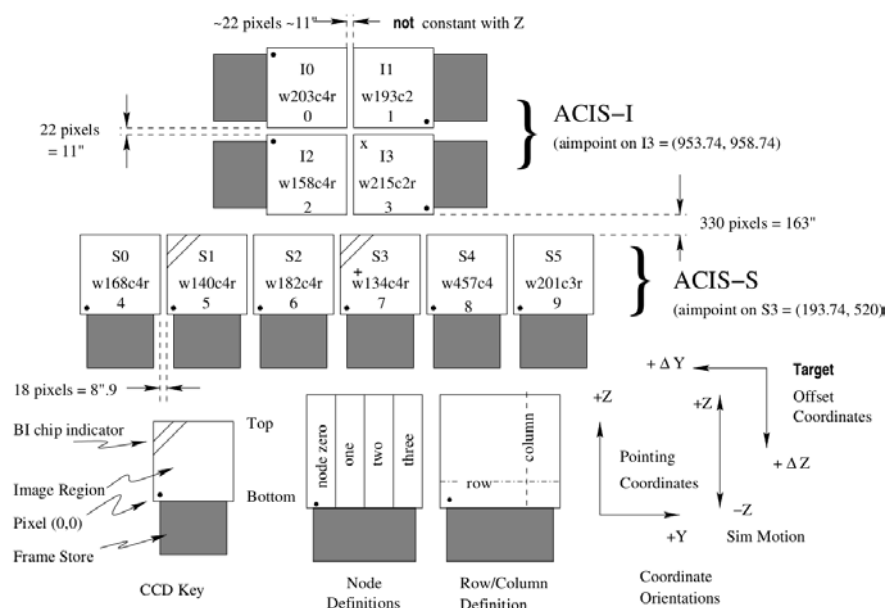 ~22 pixels ~11" not constant with Z
I0
w203c4r
0
I1
w193c2
1
ACIS−I
(aimpoint on I3 = (953.74, 958.74)
22 pixels
= 11"
I2
w158c4r
2
x
I3
w215c2r
3
330 pixels = 163"
S0
w168c4r
4
S1
w140c4r
5
S2
w182c4r
6
S3
+
w134c4r
7
S4
w457c4
8
S5
w201c3r
9
ACIS−S
(aimpoint on S3 = (193.74, 520)
18 pixels = 8".9
BI chip indicator
Image Region
Pixel (0,0)
Frame Store
Top
Bottom
CCD Key
node zero
one
two
three
Node
Definitions
column
row
Row/Column
Definition
+ Δ Y
Target
Offset
Coordinates
+ Δ Z
+Z
Pointing
Coordinates
+Y
+Z
−Z
Sim Motion
Coordinate
Orientations